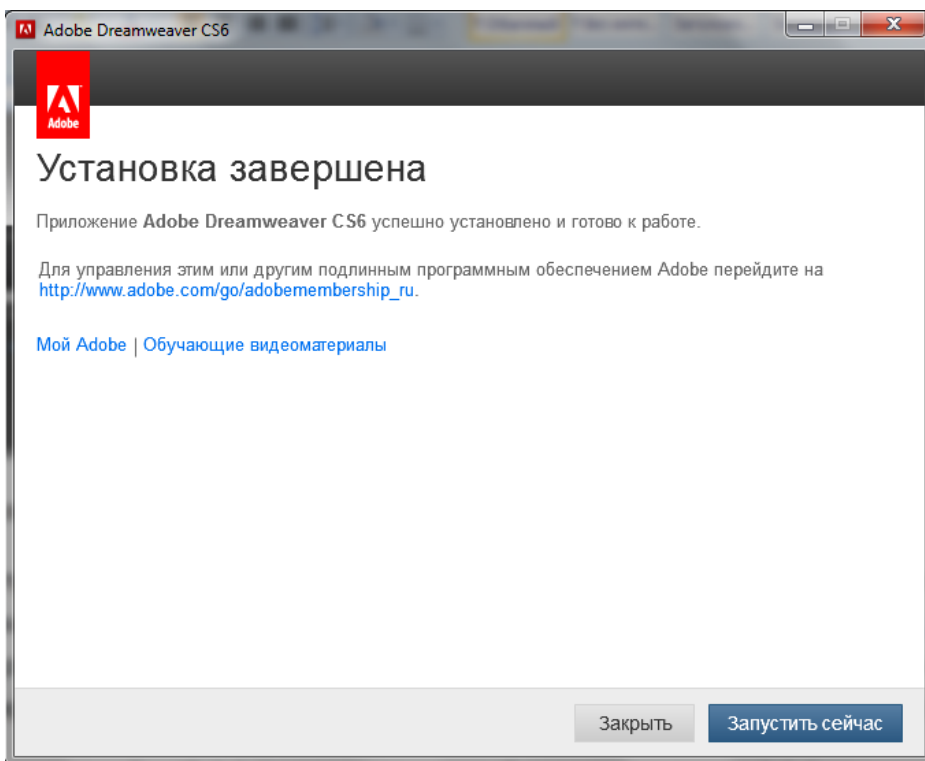 Adobe Dreamweaver CS6
Adobe
Установка завершена
Приложение Adobe Dreamweaver CS6 успешно установлено и готово к работе.
Для управления этим или другим подлинным программным обеспечением Adobe перейдите на
http://www.adobe.com/go/adobemembership_ru.
Мой Adobe | Обучающие видеоматериалы
Закрыть
Запустить сейчас